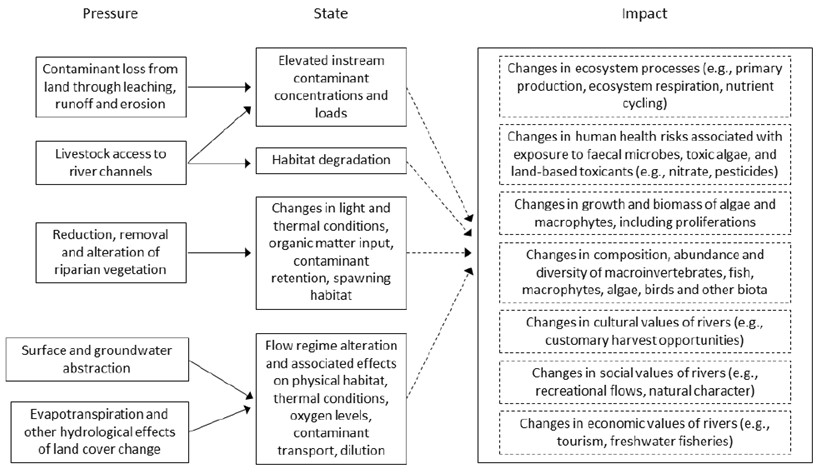 Pressure
State
Impact
Contaminant loss from
land through leaching,
runoff and erosion
Livestock access to
river channels
Reduction, removal
and alteration of
riparian vegetation
Surface and groundwater
abstraction
Evapotranspiration and
other hydrological effects
of land cover change
Elevated instream
contaminant
concentrations and
loads
Habitat degradation
Changes in light and
thermal conditions,
organic matter input,
contaminant
retention, spawning
habitat
Flow regime alteration
and associated effects
on physical habitat,
thermal conditions,
oxygen levels,
contaminant
transport, dilution
Changes in ecosystem processes (e.g., primary
production, ecosystem respiration, nutrient
cycling)
Changes in human health risks associated with
exposure to faecal microbes, toxic algae, and
land-based toxicants (e.g., nitrate, pesticides)
Changes in growth and biomass of algae and
macrophytes, including proliferations
Changes in composition, abundance and
diversity of macroinvertebrates, fish,
macrophytes, algae, birds and other biota
Changes in cultural values of rivers (e.g.,
customary harvest opportunities)
Changes in social values of rivers (e.g.,
recreational flows, natural character)
Changes in economic values of rivers (e.g.,
tourism, freshwater fisheries)